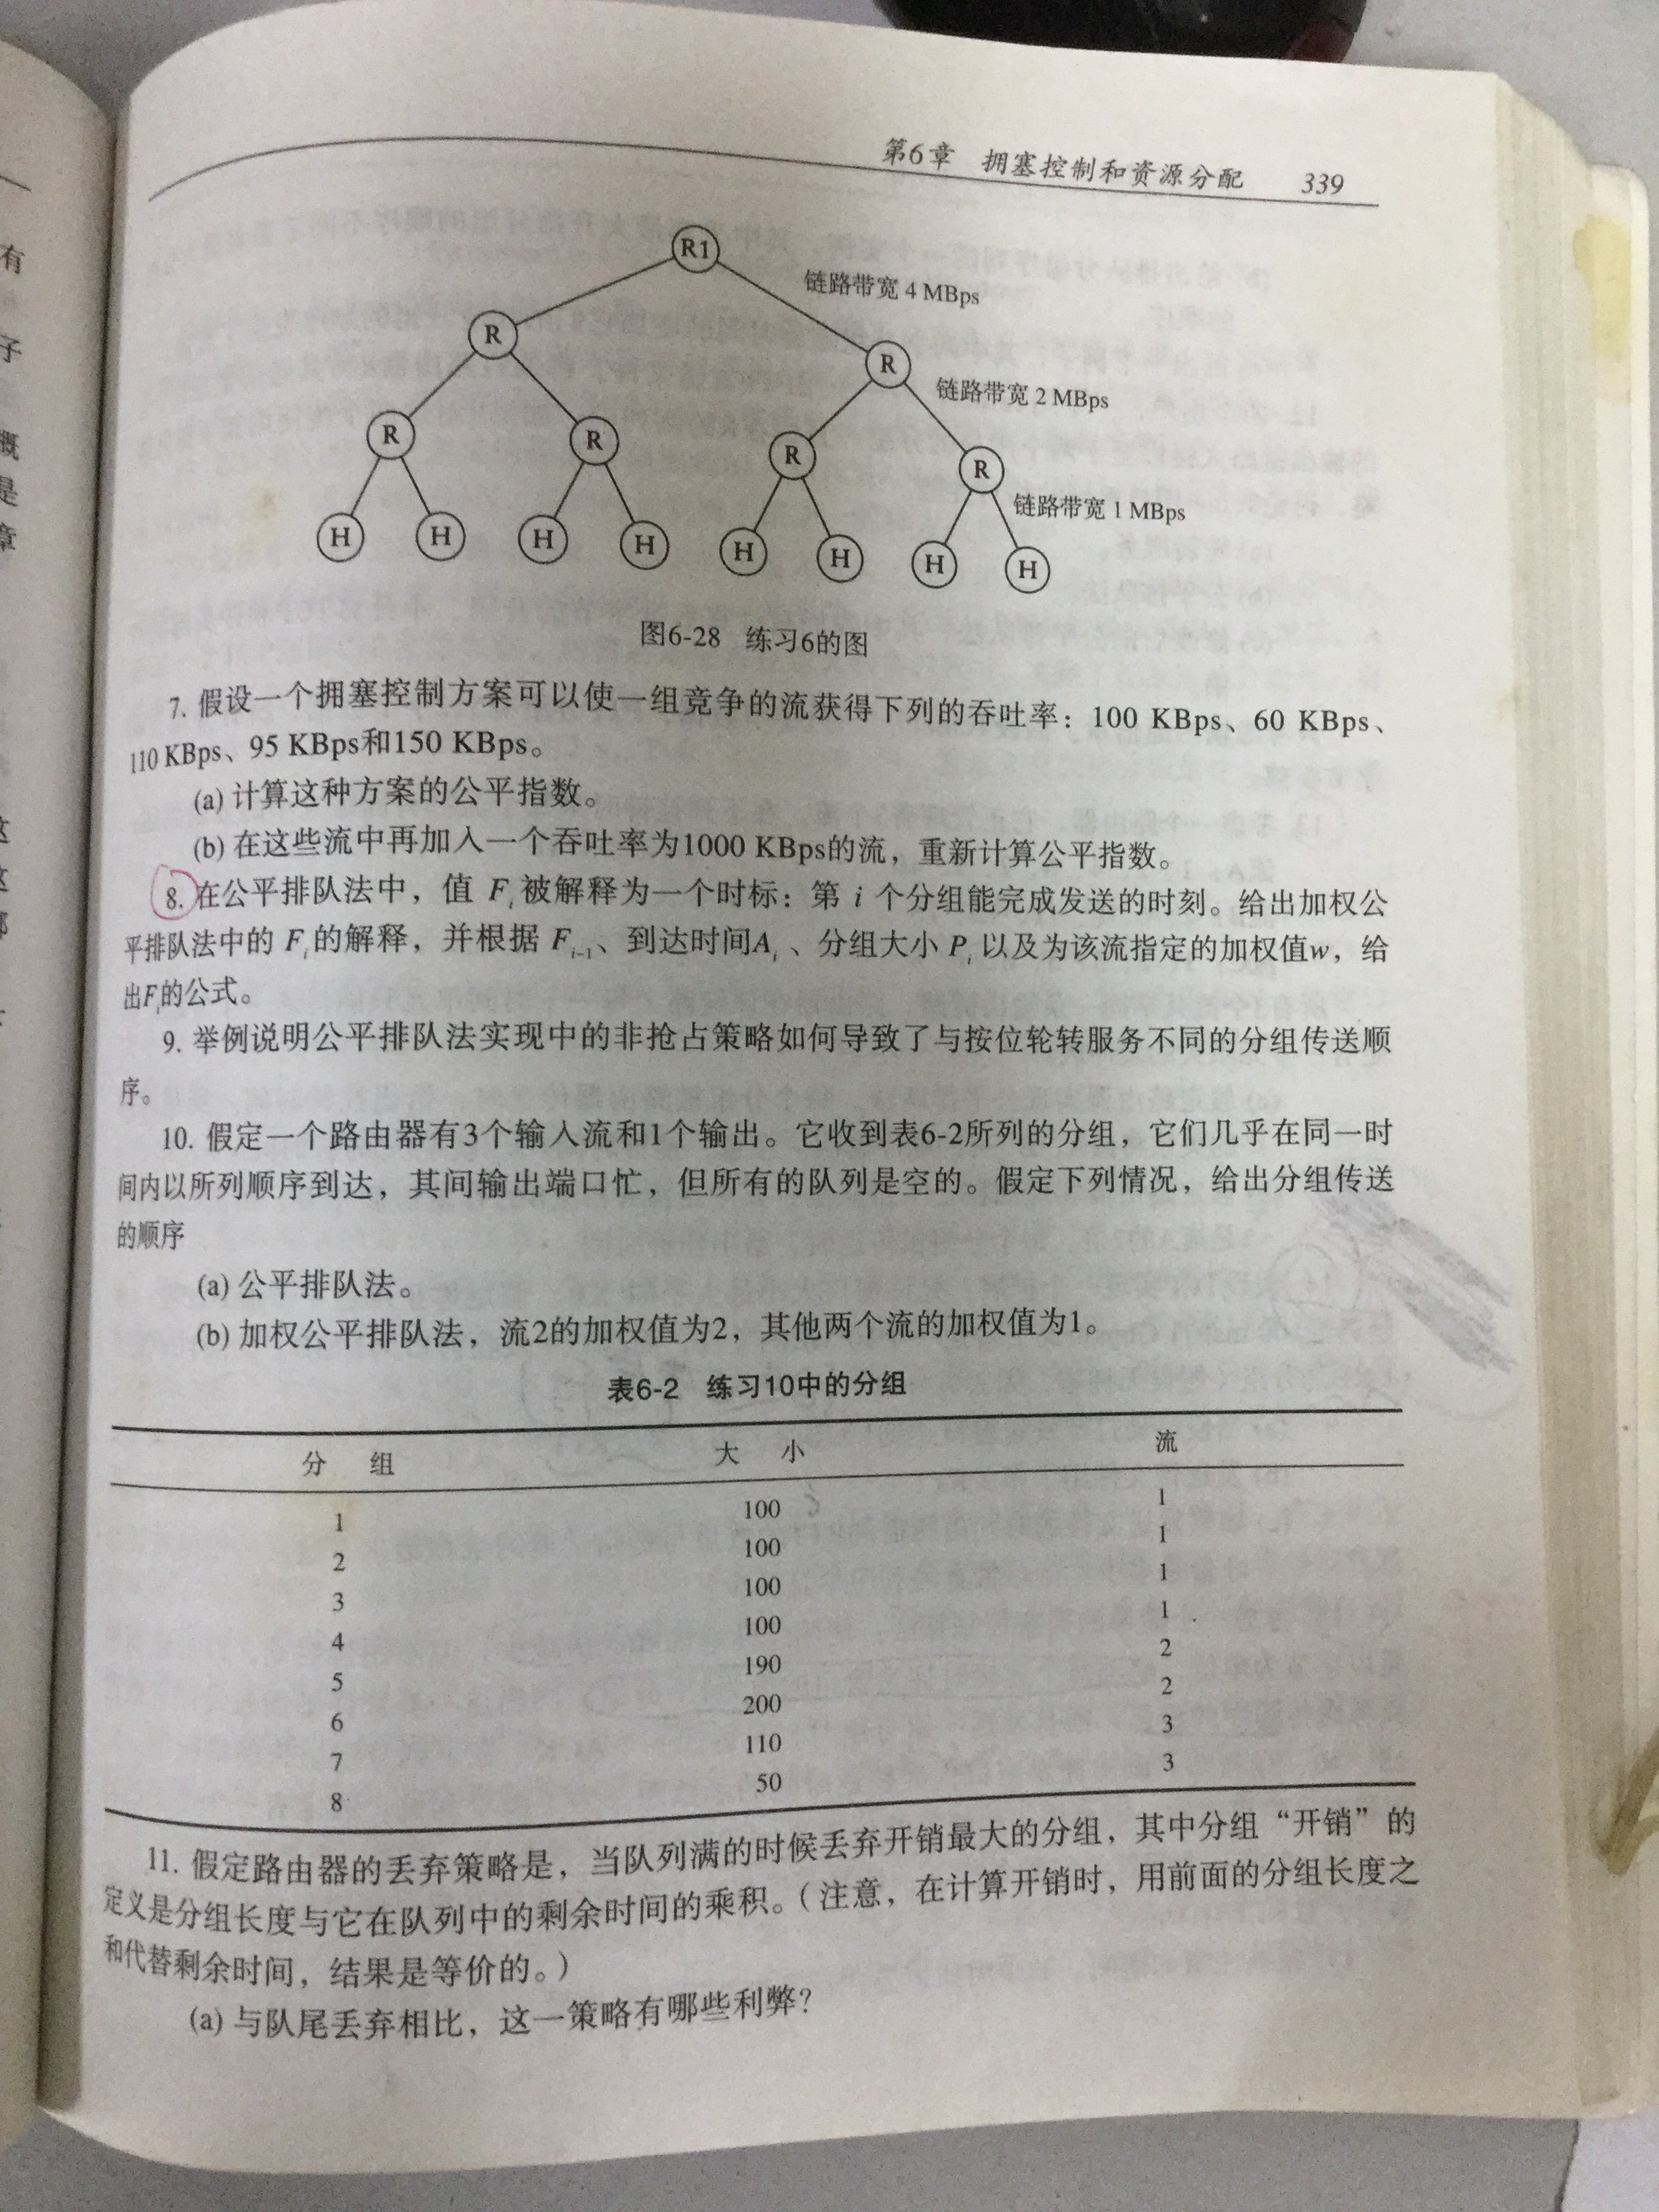 第6章 拥塞控制和资源分配 339
R1
链路带宽 4 MBps
R
R
链路带宽 2 MBps
R
R
R
R
链路带宽 1 MBps
H
H
H
H
H
H
H
H
图6-28 练习6的图
7. 假设一个拥塞控制方案可以使一组竞争的流获得下列的吞吐率：100 KBps、60 KBps、
110 KBps、95 KBps和150 KBps。
(a) 计算这种方案的公平指数。
(b) 在这些流中再加入一个吞吐率为1000 KBps的流，重新计算公平指数。
8. 在公平排队法中，值 Fi 被解释为一个时标：第 i 个分组能完成发送的时刻。给出加权公
平排队法中的 Fi 的解释，并根据 Fi-1、到达时间Ai 、分组大小 Pi 以及为该流指定的加权值w，给
出Fi的公式。
9. 举例说明公平排队法实现中的非抢占策略如何导致了与按位轮转服务不同的分组传送顺
序。
10. 假定一个路由器有3个输入流和1个输出。它收到表6-2所列的分组，它们几乎在同一时
间内以所列顺序到达，其间输出端口忙，但所有的队列是空的。假定下列情况，给出分组传送
的顺序
(a) 公平排队法。
(b) 加权公平排队法，流2的加权值为2，其他两个流的加权值为1。
表6-2 练习10中的分组
分 组 大 小 流
1 100 1
2 100 1
3 100 1
4 100 1
5 190 2
6 200 2
7 110 3
8 50 3
11. 假定路由器的丢弃策略是，当队列满的时候丢弃开销最大的分组，其中分组“开销”的
定义是分组长度与它在队列中的剩余时间的乘积。（注意，在计算开销时，用前面的分组长度之
和代替剩余时间，结果是等价的。）
(a) 与队尾丢弃相比，这一策略有哪些利弊？